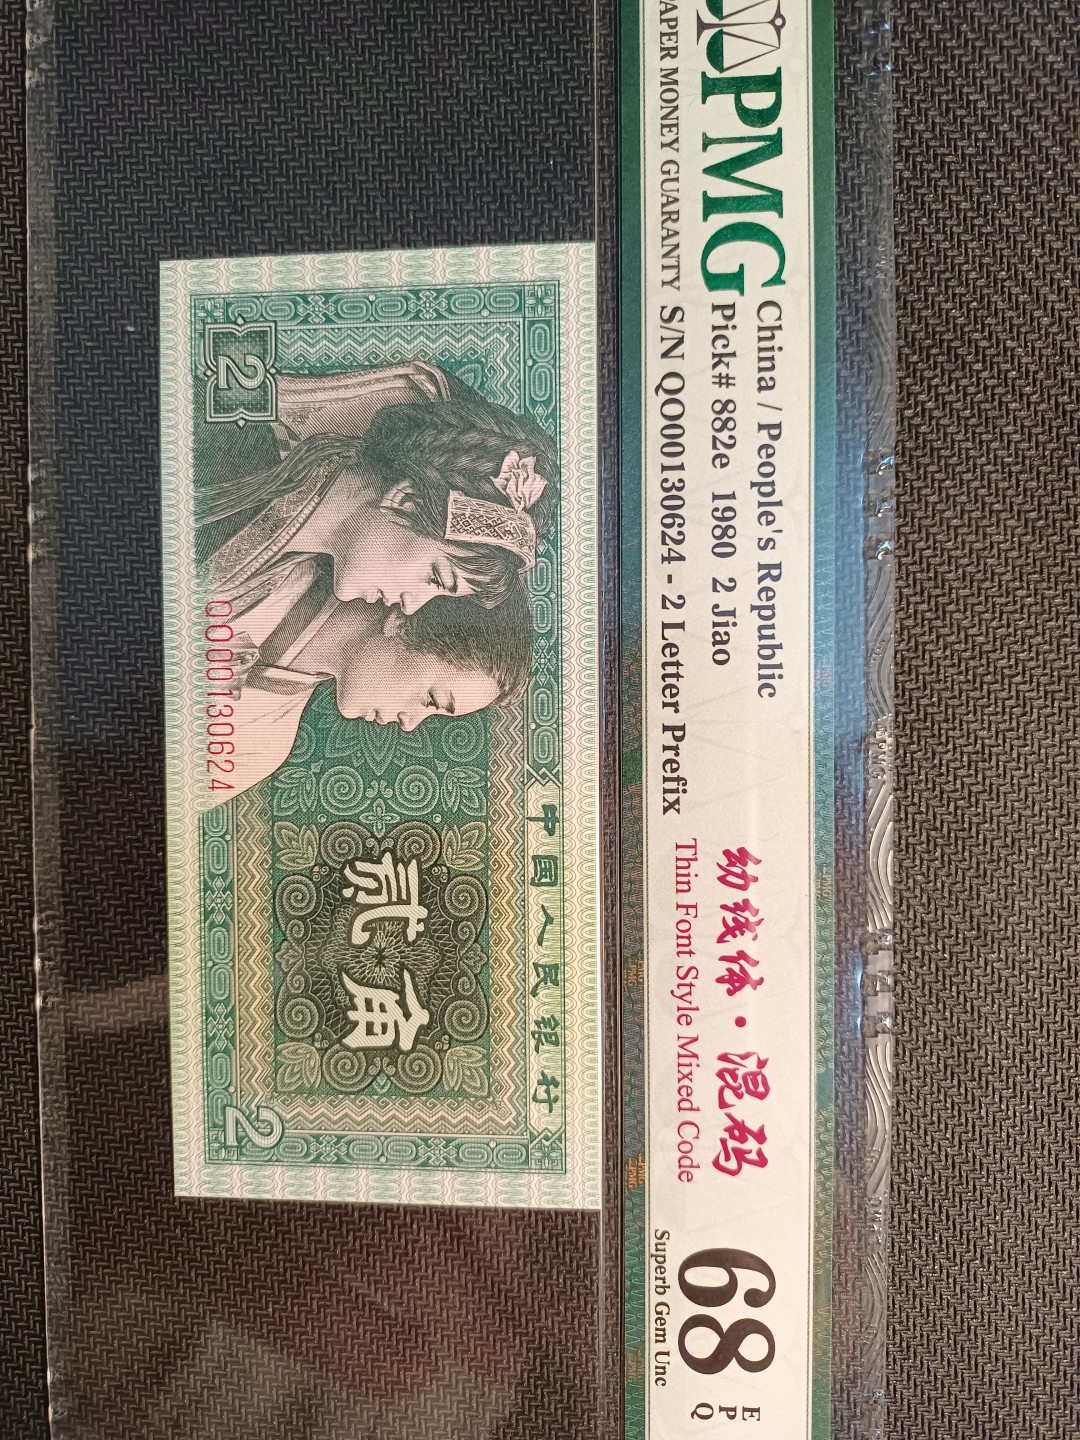 PMG
PAPER MONEY GUARANTY
China / People's Republic
Pick# 882e 1980 2 Jiao
S/N QO00130624 - 2 Letter Prefix
幼线体·混码
Thin Font Style Mixed Code
68
EPQ
Superb Gem Unc
中国人民银行
贰角
2
2
QO00130624